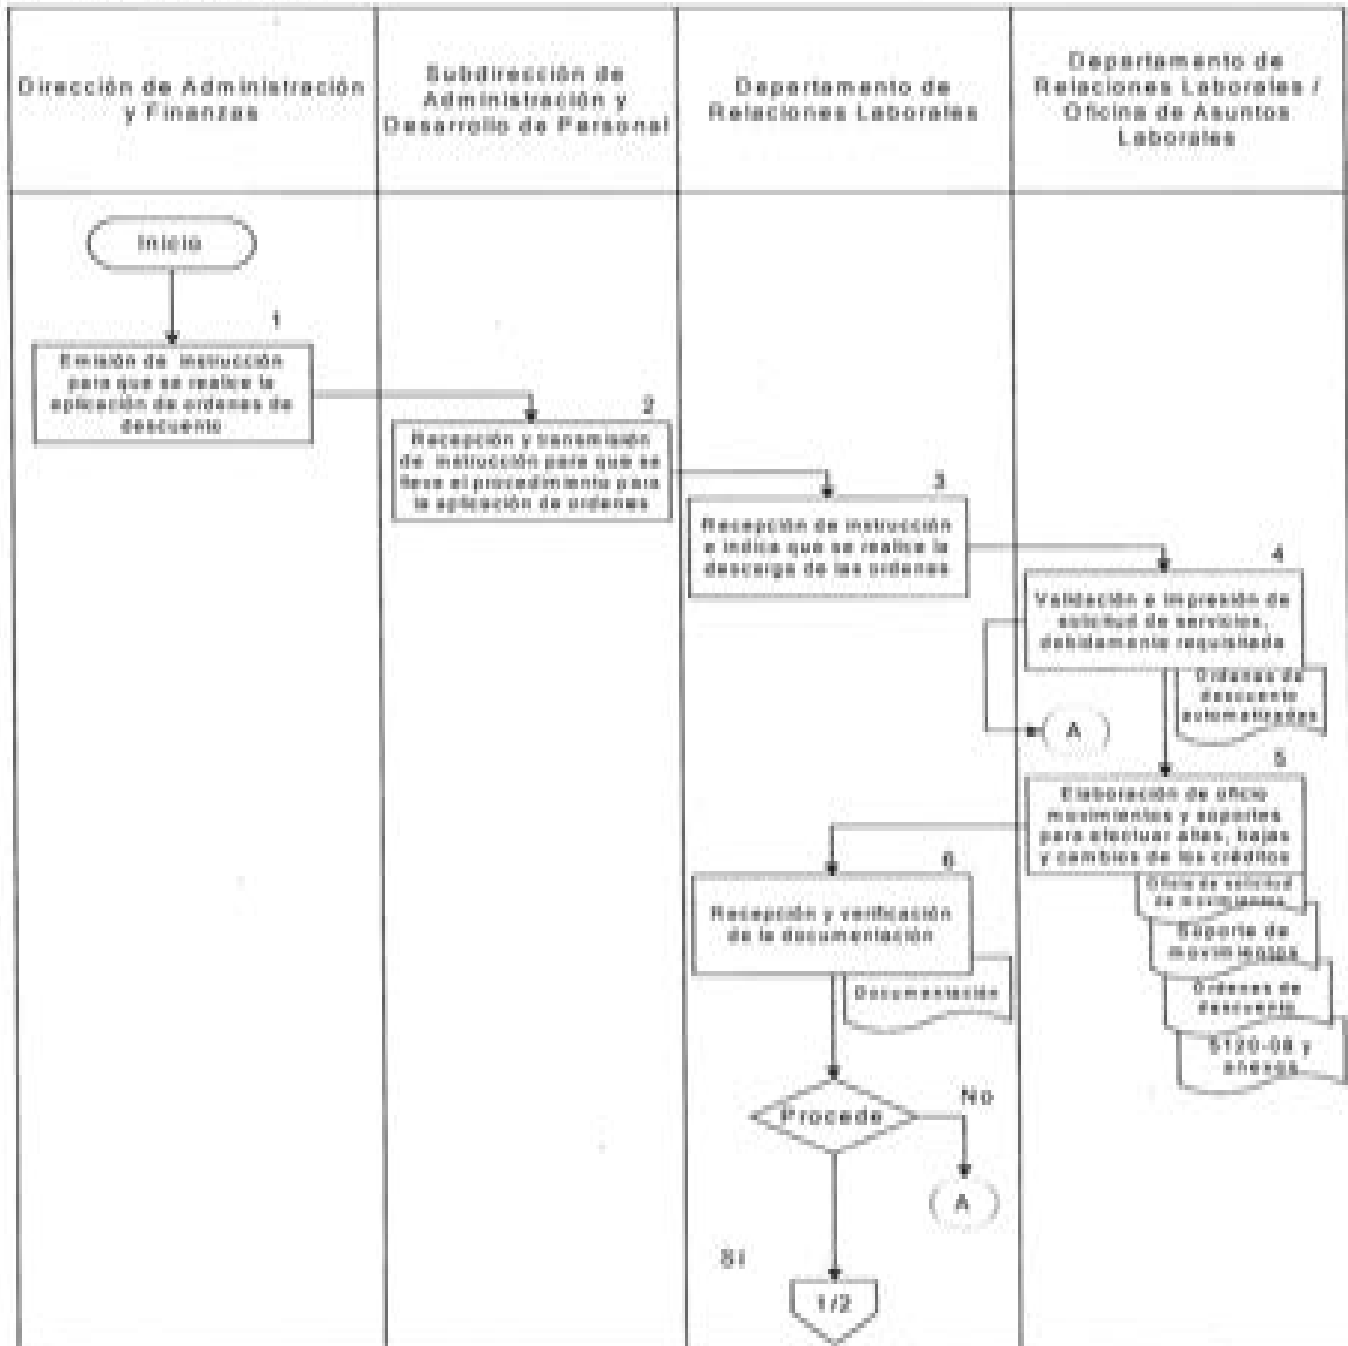 Dirección de Administración
y Finanzas
Subdirección de
Administración y
Desarrollo de Personal
Departamento de
Relaciones Laborales
Departamento de
Relaciones Laborales /
Oficina de Asuntos
Laborales
Inicio
1
Emisión de instrucción
para que se realice la
aplicación de ordenes de
descuento
2
Recepción y transmisión
de instrucción para que se
lleve el procedimiento para
la aplicación de ordenes
3
Recepción de instrucción
e indica que se realice la
descarga de las ordenes
4
Validación e impresión de
solicitud de servicios,
debidamente requisitada
Ordenes de
descuento
automatizadas
A
5
Elaboración de oficio
movimientos y soportes
para efectuar altas, bajas
y cambios de los créditos
Oficio de solicitud
de movimientos
Soporte de
movimientos
Ordenes de
descuento
5120-08 y
anexos
6
Recepción y verificación
de la documentación
Documentación
Procede
No
A
Sí
1/2